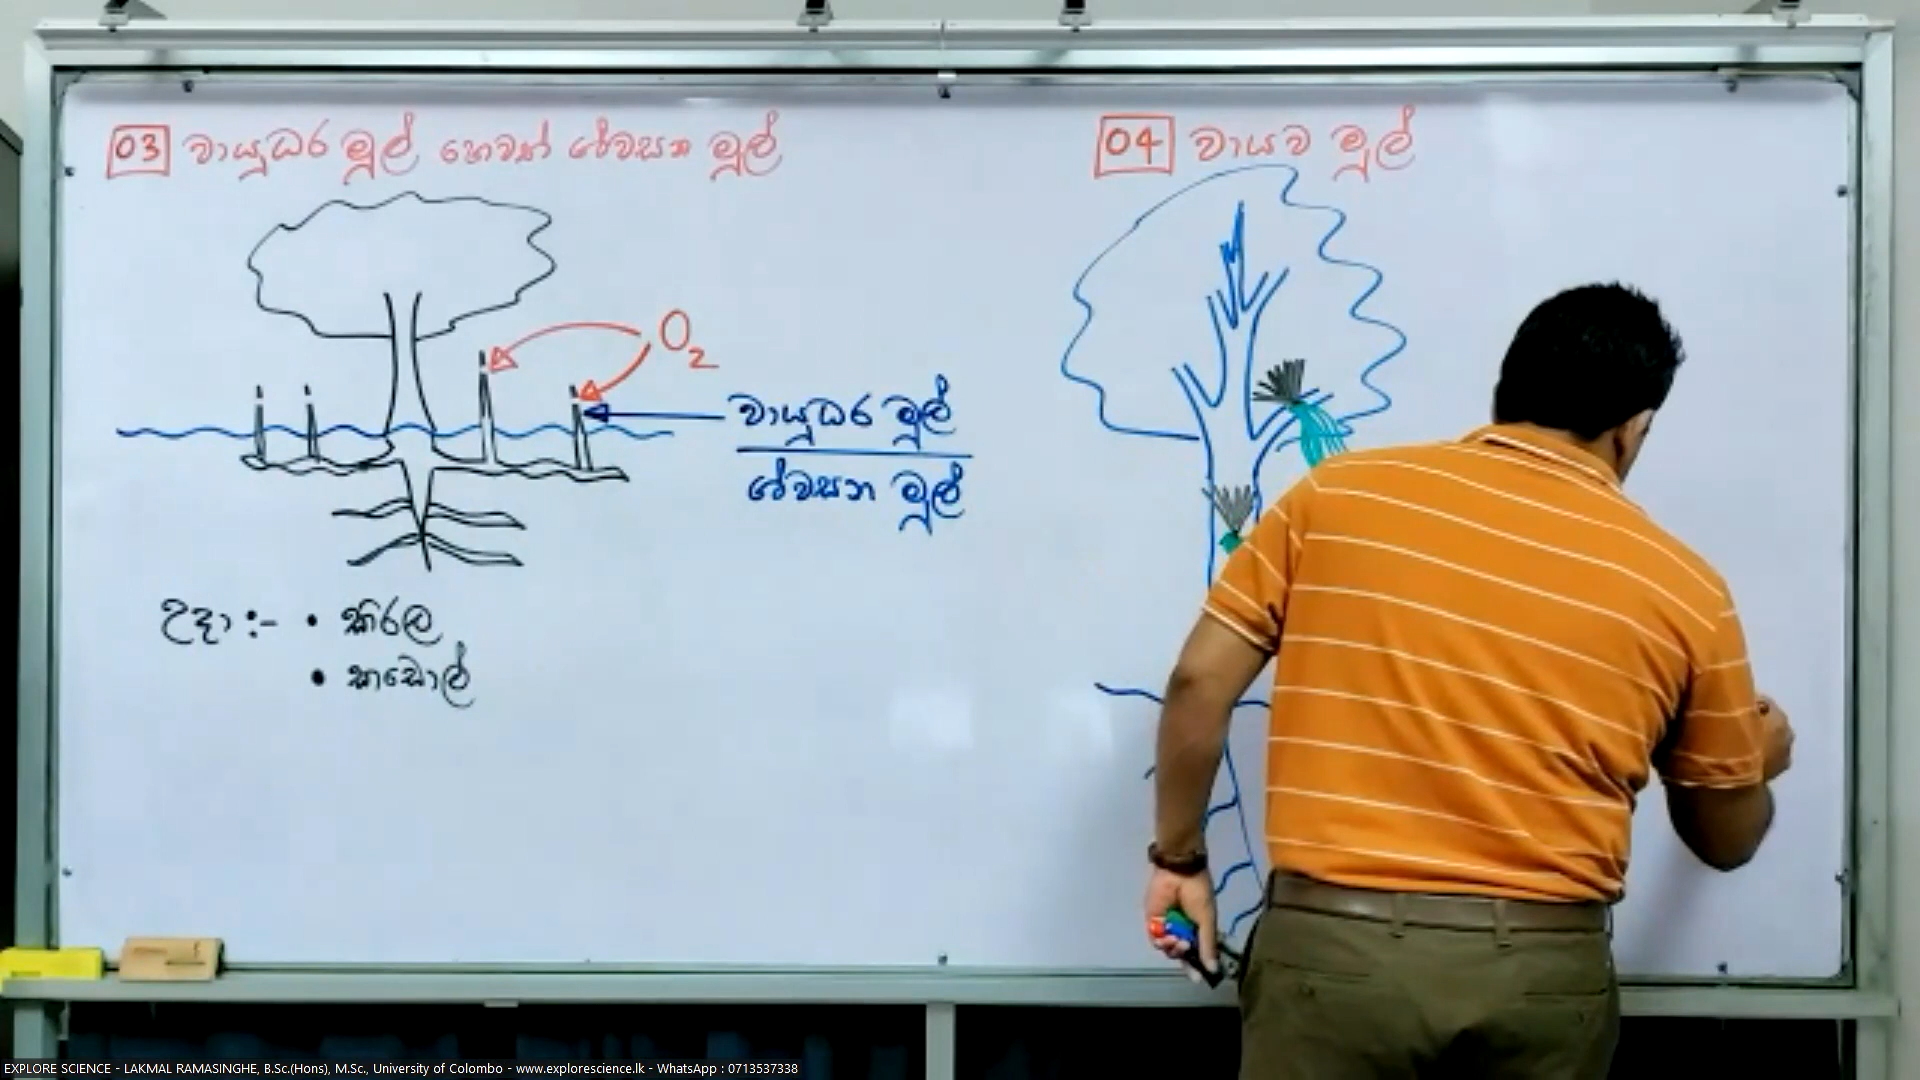 03 වායුධර මූල් හෙවත් ශ්වසන මූල්
O2
වායුධර මූල්
ශ්වසන මූල්
උදා :- • කිරල
• කඩොල්
04 වායව මූල්
EXPLORE SCIENCE - LAKMAL RAMASINGHE, B.Sc.(Hons), M.Sc., University of Colombo - www.explorescience.lk - WhatsApp : 0713537338